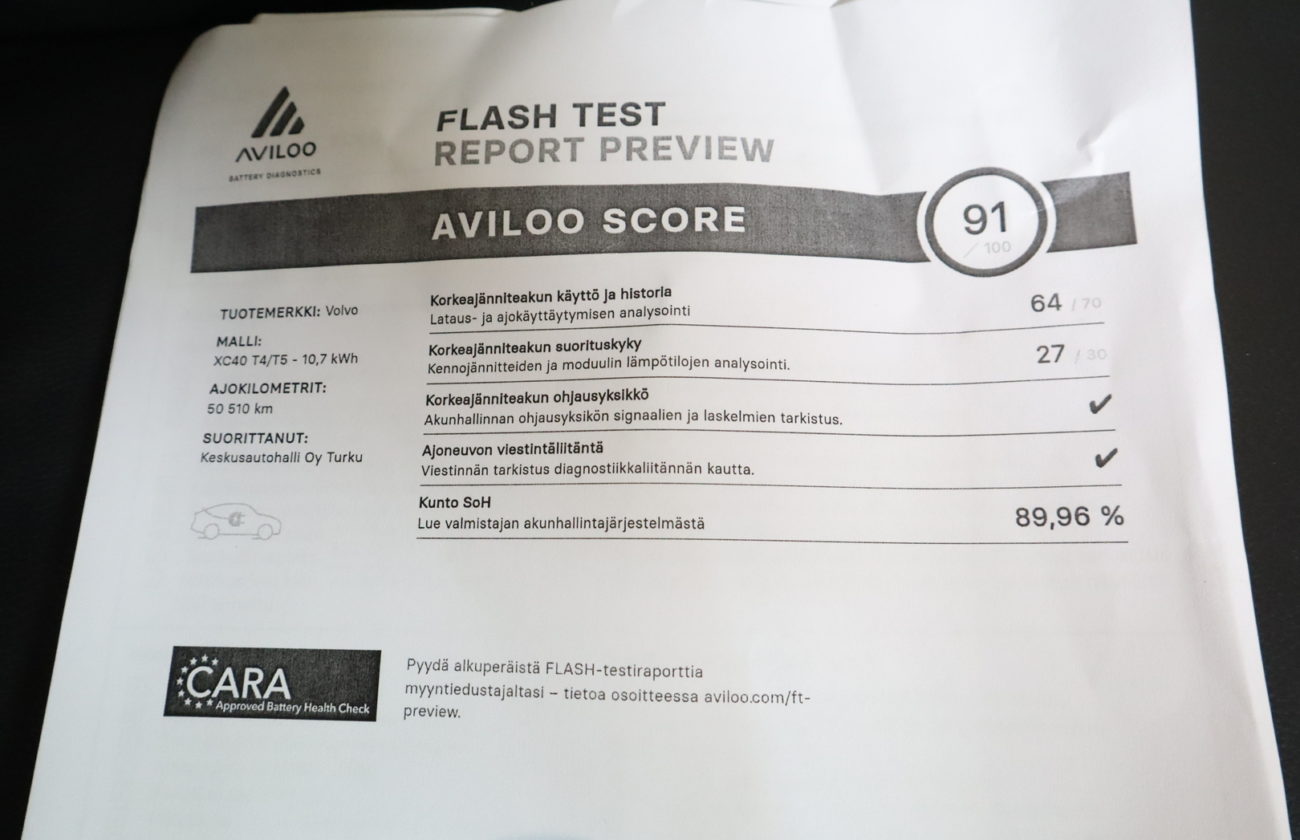 AVILOO
BATTERY DIAGNOSTICS
FLASH TEST
REPORT PREVIEW
AVILOO SCORE
91
/ 100
TUOTEMERKKI: Volvo
MALLI:
XC40 T4/T5 - 10,7 kWh
AJOKILOMETRIT:
50 510 km
SUORITTANUT:
Keskusautohalli Oy Turku
Korkeajänniteakun käyttö ja historia
Lataus- ja ajokäyttäytymisen analysointi
64 / 70
Korkeajänniteakun suorituskyky
Kennojännitteiden ja moduulin lämpötilojen analysointi.
27 / 30
Korkeajänniteakun ohjausyksikkö
Akunhallinnan ohjausyksikön signaalien ja laskelmien tarkistus.
✔
Ajoneuvon viestintäliitäntä
Viestinnän tarkistus diagnostiikkaliitännän kautta.
✔
Kunto SoH
Lue valmistajan akunhallintajärjestelmästä
89,96 %
CARA
Approved Battery Health Check
Pyydä alkuperäistä FLASH-testiraporttia
myyntiedustajaltasi – tietoa osoitteessa aviloo.com/ft-
preview.